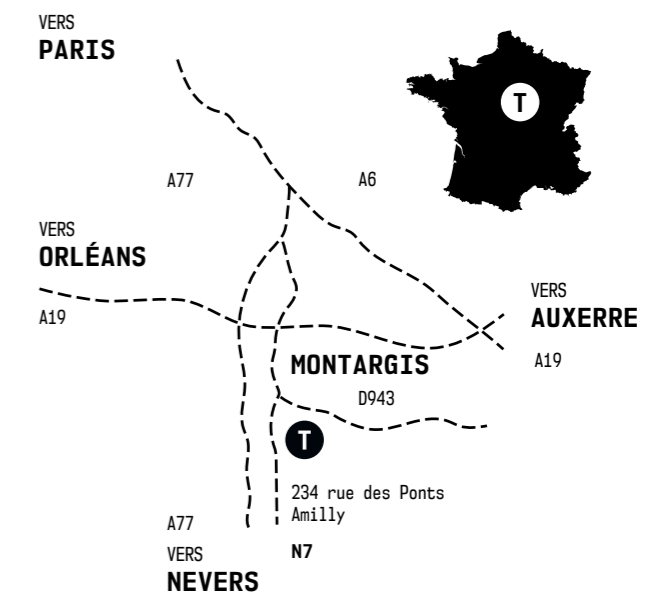 VERS
PARIS
T
A77
A6
VERS
ORLÉANS
A19
VERS
AUXERRE
A19
MONTARGIS
D943
T
234 rue des Ponts
Amilly
A77
N7
VERS
NEVERS